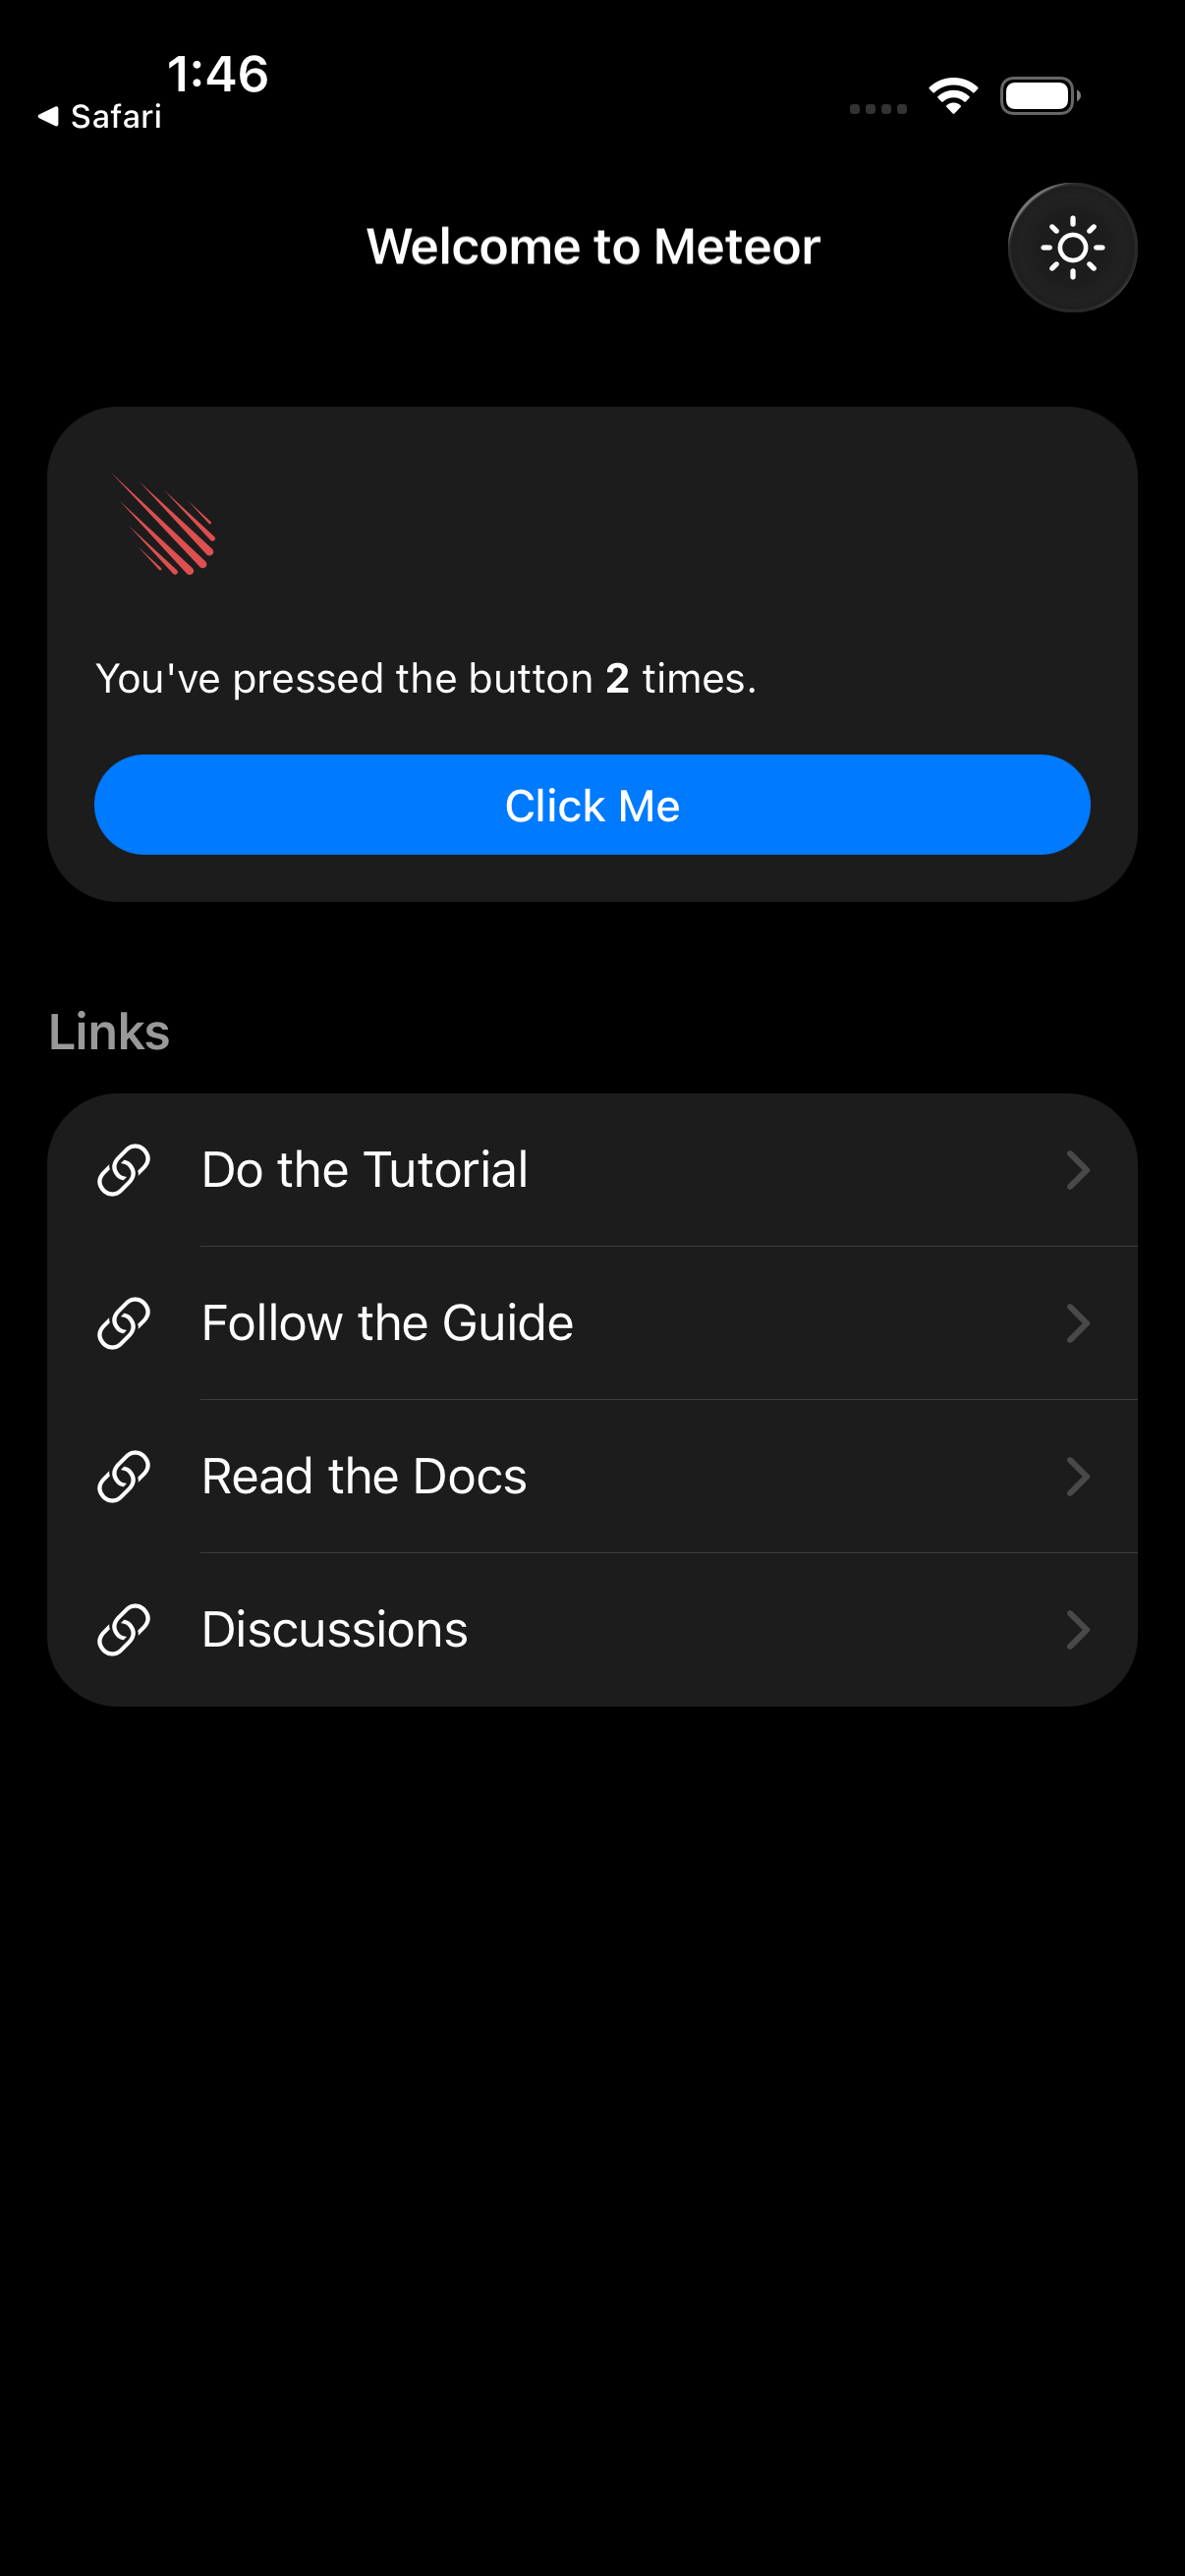 1:46
Safari
Welcome to Meteor
You've pressed the button 2 times.
Click Me
Links
Do the Tutorial
Follow the Guide
Read the Docs
Discussions